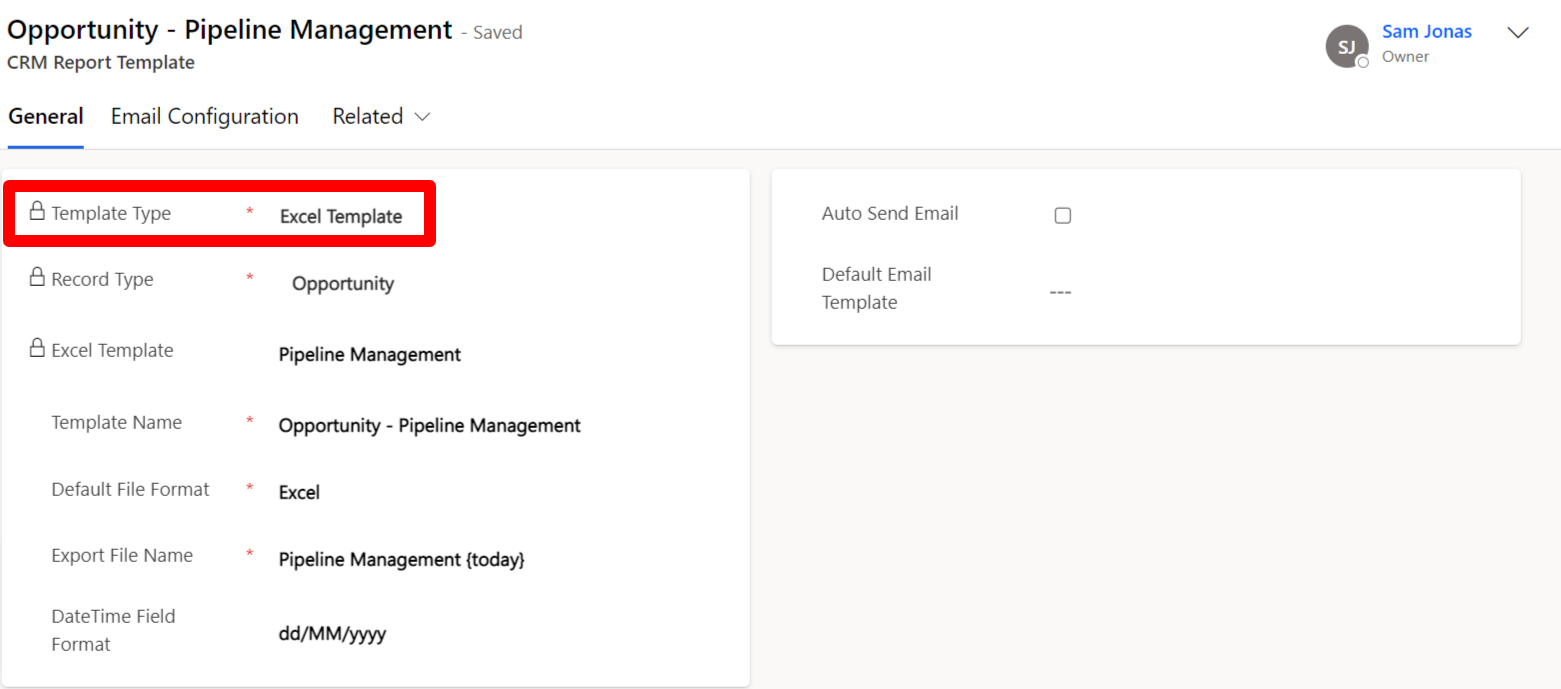 Opportunity - Pipeline Management - Saved
CRM Report Template
SJ
Sam Jonas
Owner
General Email Configuration Related
Template Type * Excel Template
Record Type * Opportunity
Excel Template Pipeline Management
Template Name * Opportunity - Pipeline Management
Default File Format * Excel
Export File Name * Pipeline Management {today}
DateTime Field
Format
dd/MM/yyyy
Auto Send Email
Default Email
Template
---